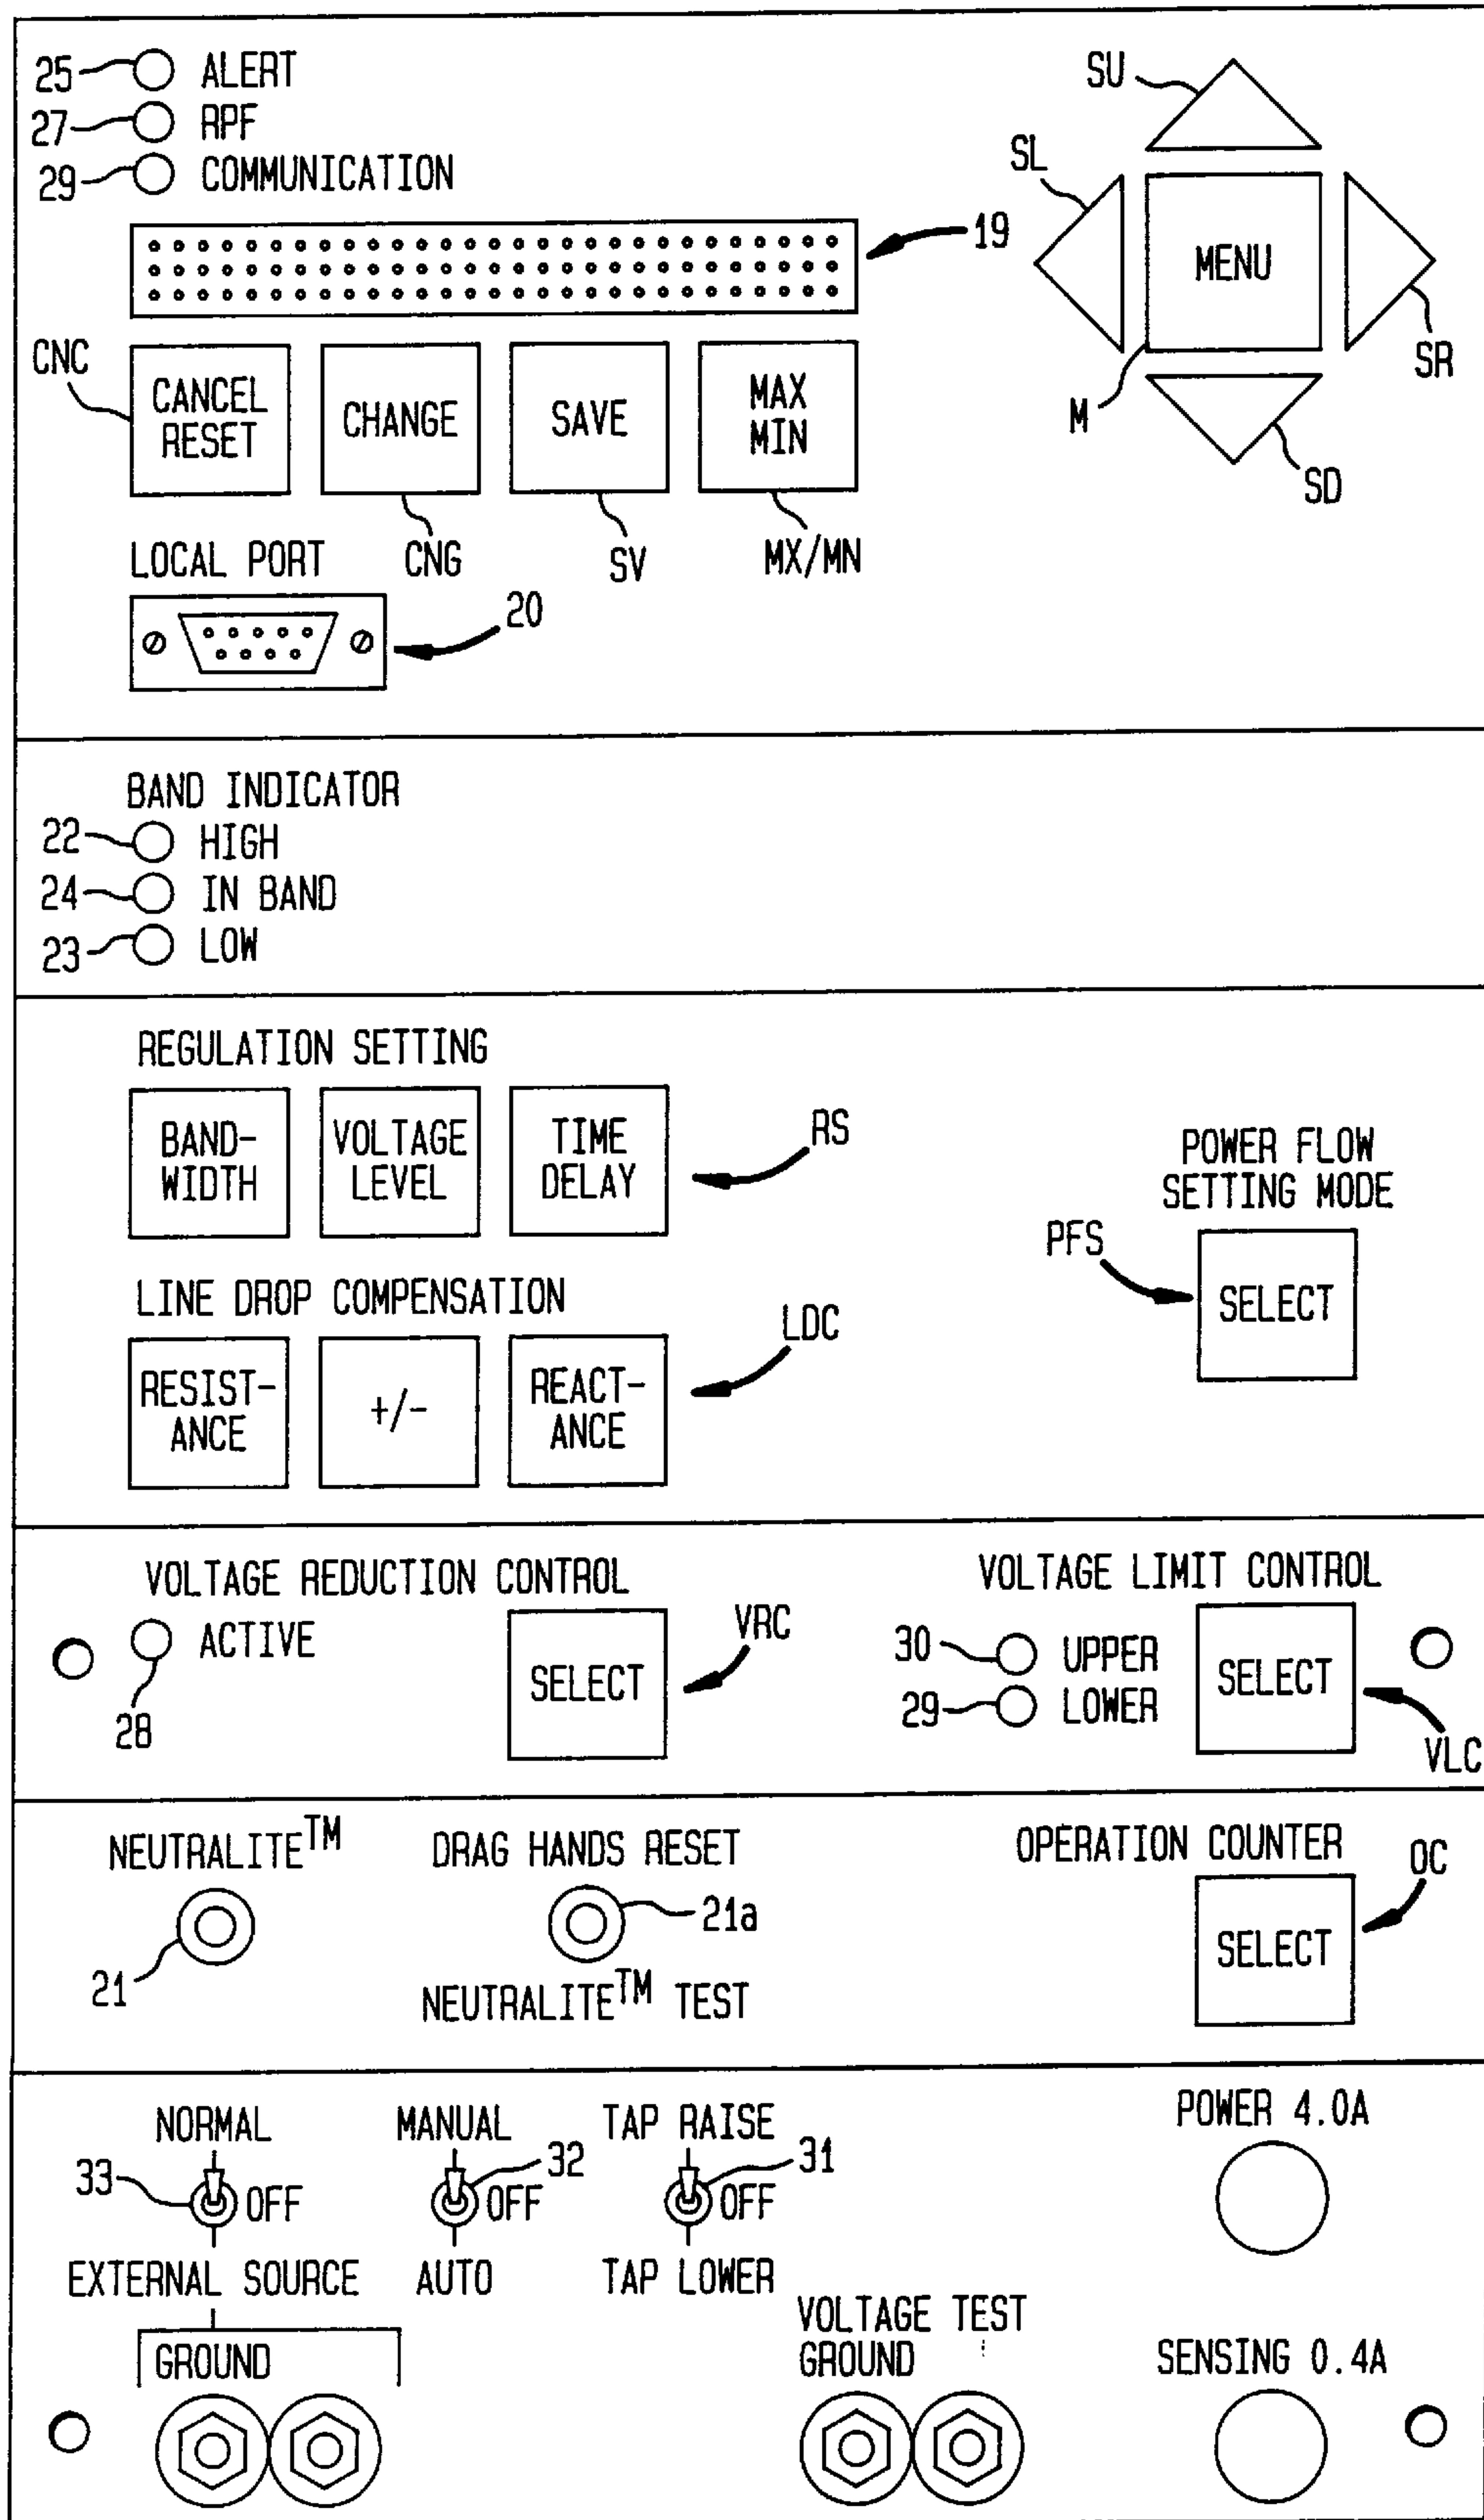 25 ALERT
27 RPF
29 COMMUNICATION
SU
SL
MENU
SR
M
SD
19
CNC
CANCEL
RESET
CHANGE
SAVE
MAX
MIN
CNG
SV
MX/MN
LOCAL PORT
20
BAND INDICATOR
22 HIGH
24 IN BAND
23 LOW
REGULATION SETTING
BAND-
WIDTH
VOLTAGE
LEVEL
TIME
DELAY
RS
POWER FLOW
SETTING MODE
PFS
SELECT
LINE DROP COMPENSATION
LDC
RESIST-
ANCE
+/-
REACT-
ANCE
VOLTAGE REDUCTION CONTROL
ACTIVE
28
SELECT
VRC
VOLTAGE LIMIT CONTROL
30 UPPER
29 LOWER
SELECT
VLC
NEUTRALITE™
21
DRAG HANDS RESET
21a
NEUTRALITE™ TEST
OPERATION COUNTER
OC
SELECT
NORMAL
33 OFF
EXTERNAL SOURCE
GROUND
MANUAL
32
OFF
AUTO
TAP RAISE
31
OFF
TAP LOWER
VOLTAGE TEST
GROUND
POWER 4.0A
SENSING 0.4A